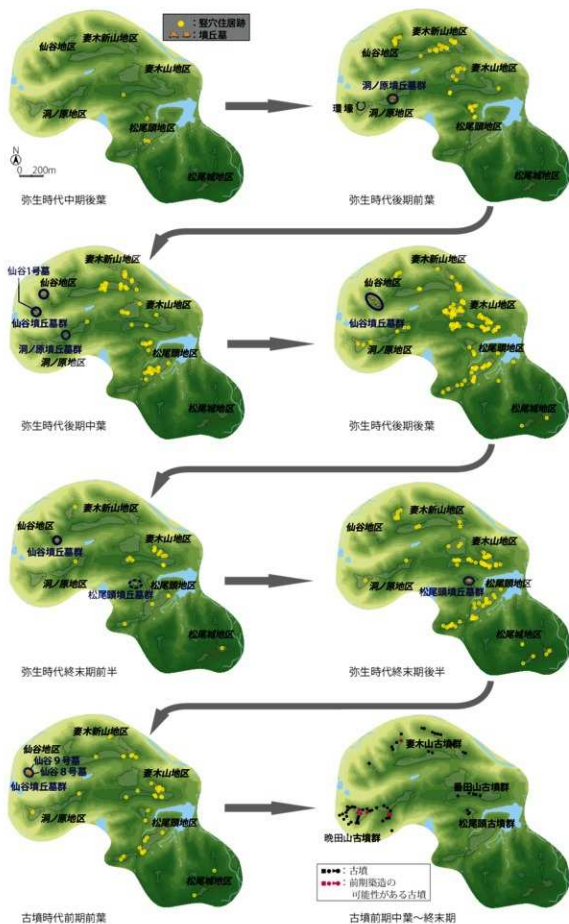 ：竪穴住居跡
：墳丘墓
仙谷地区
妻木山地区
洞ノ原地区
松尾頭地区
松尾城地区
N
0 200m
弥生時代中期後葉
妻木新山地区
仙谷地区
妻木山地区
洞ノ原墳丘墓群
環壕
洞ノ原地区
松尾頭地区
松尾城地区
弥生時代後期前葉
妻木新山地区
仙谷1号墓
仙谷地区
妻木山地区
仙谷墳丘墓群
洞ノ原墳丘墓群
洞ノ原地区
松尾頭地区
松尾城地区
弥生時代後期中葉
妻木新山地区
仙谷地区
妻木山地区
仙谷墳丘墓群
松尾頭地区
洞ノ原地区
松尾城地区
弥生時代後期後葉
妻木新山地区
仙谷地区
妻木山地区
仙谷墳丘墓群
洞ノ原地区
松尾頭地区
松尾頭墳丘墓群
松尾城地区
弥生時代終末期前半
妻木新山地区
仙谷地区
妻木山地区
洞ノ原地区
松尾頭地区
松尾頭墳丘墓群
松尾城地区
弥生時代終末期後半
妻木新山地区
仙谷地区
仙谷９号墓
仙谷８号墓
妻木山地区
仙谷墳丘墓群
洞ノ原地区
松尾頭地区
松尾城地区
古墳時代前期前葉
妻木山古墳群
番田山古墳群
松尾頭古墳群
晩田山古墳群
：古墳
：前期築造の
可能性がある古墳
古墳前期中葉～終末期